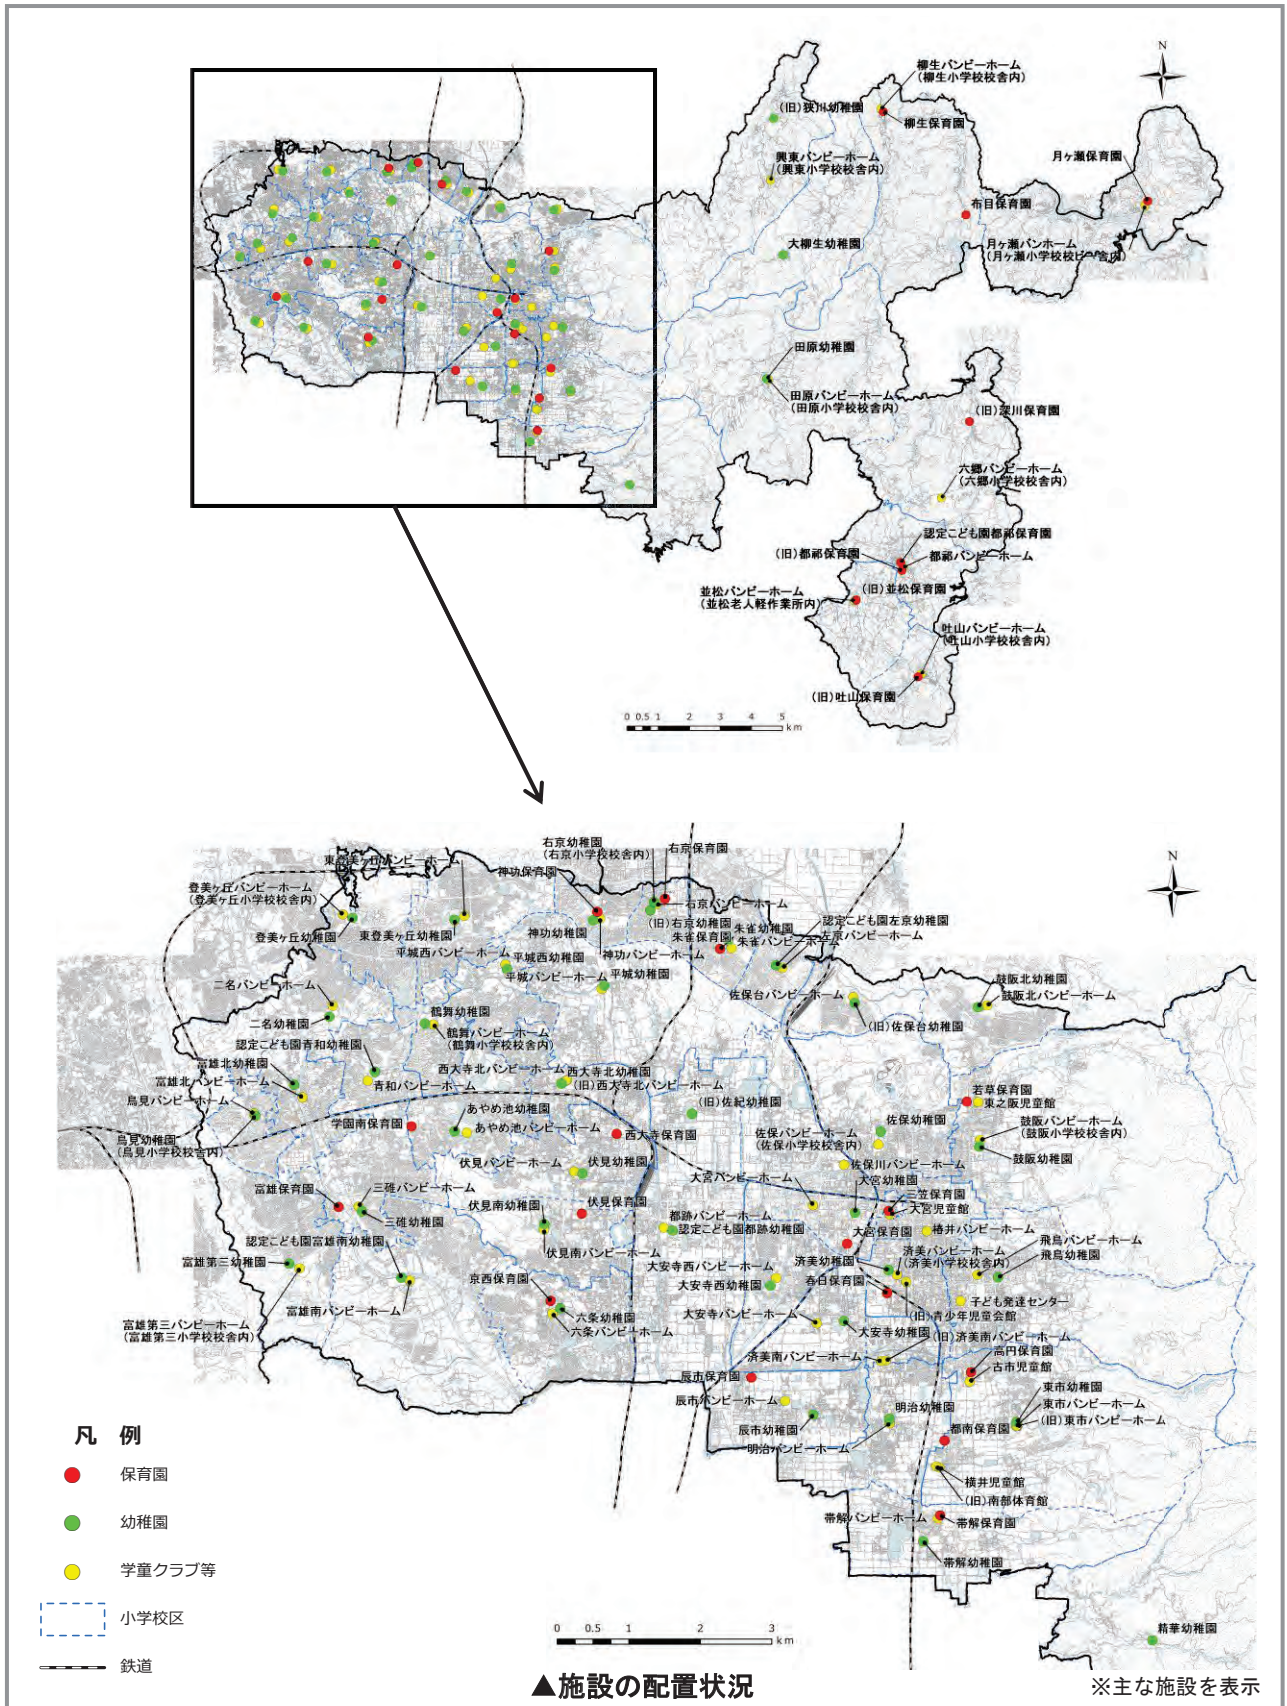 N
柳生バンビーホーム
(柳生小学校校舎内)
(旧)狭川幼稚園
柳生保育園
興東バンビーホーム
(興東小学校校舎内)
月ヶ瀬保育園
布目保育園
大柳生幼稚園
月ヶ瀬バンホーム
田原幼稚園
田原バンビーホーム
(田原小学校校舎内)
(旧)深川保育園
六郷バンビーホーム
(六郷小学校校舎内)
認定こども園都祁保育園
(旧)都祁保育園
都祁バンビーホーム
並松バンビーホーム
(並松老人軽作業所内)
(旧)並松保育園
吐山バンビーホーム
(吐山小学校校舎内)
(旧)吐山保育園
0 0.5 1 2 3 4 5
km
N
右京幼稚園
(右京小学校校舎内)
右京保育園
東登美ヶ丘バンビーホーム
神功保育園
登美ヶ丘バンビーホーム
(登美ヶ丘小学校校舎内)
右京バンビーホーム
登美ヶ丘幼稚園
東登美ヶ丘幼稚園
神功幼稚園
(旧)右京幼稚園
朱雀保育園
朱雀幼稚園
朱雀バンビーホーム
認定こども園左京幼稚園
左京バンビーホーム
平城西バンビーホーム
平城西幼稚園
神功バンビーホーム
平城バンビーホーム
平城幼稚園
二名バンビーホーム
二名幼稚園
鶴舞幼稚園
鶴舞バンビーホーム
(鶴舞小学校校舎内)
佐保台バンビーホーム
(旧)佐保台幼稚園
鼓阪北幼稚園
鼓阪北バンビーホーム
認定こども園青和幼稚園
富雄北幼稚園
富雄北バンビーホーム
青和バンビーホーム
西大寺北バンビーホーム
西大寺北幼稚園
(旧)西大寺北バンビーホーム
鳥見バンビーホーム
鳥見幼稚園
(鳥見小学校校舎内)
学園南保育園
あやめ池幼稚園
あやめ池バンビーホーム
西大寺保育園
(旧)佐紀幼稚園
若草保育園
東之阪児童館
佐保幼稚園
佐保バンビーホーム
(佐保小学校校舎内)
鼓阪バンビーホーム
(鼓阪小学校校舎内)
鼓阪幼稚園
伏見バンビーホーム
伏見幼稚園
佐保川バンビーホーム
富雄保育園
三碓バンビーホーム
三碓幼稚園
伏見南幼稚園
伏見保育園
大宮バンビーホーム
大宮幼稚園
三笠保育園
大宮児童館
都跡バンビーホーム
認定こども園都跡幼稚園
大宮保育園
椿井バンビーホーム
認定こども園富雄南幼稚園
富雄第三幼稚園
伏見南バンビーホーム
大安寺西バンビーホーム
大安寺西幼稚園
済美幼稚園
済美バンビーホーム
(済美小学校校舎内)
飛鳥バンビーホーム
飛鳥幼稚園
京西保育園
春日保育園
富雄南バンビーホーム
六条幼稚園
六条バンビーホーム
子ども発達センター
(旧)青少年児童会館
富雄第三バンビーホーム
(富雄第三小学校校舎内)
大安寺バンビーホーム
大安寺幼稚園
(旧)済美南バンビーホーム
済美南バンビーホーム
高円保育園
古市児童館
辰市保育園
辰市バンビーホーム
辰市幼稚園
明治幼稚園
明治バンビーホーム
都南保育園
東市幼稚園
東市バンビーホーム
(旧)東市バンビーホーム
横井児童館
(旧)南部体育館
帯解バンビーホーム
帯解保育園
帯解幼稚園
精華幼稚園
凡 例
保育園
幼稚園
学童クラブ等
小学校区
鉄道
0 0.5 1 2 3
km
▲施設の配置状況
※主な施設を表示